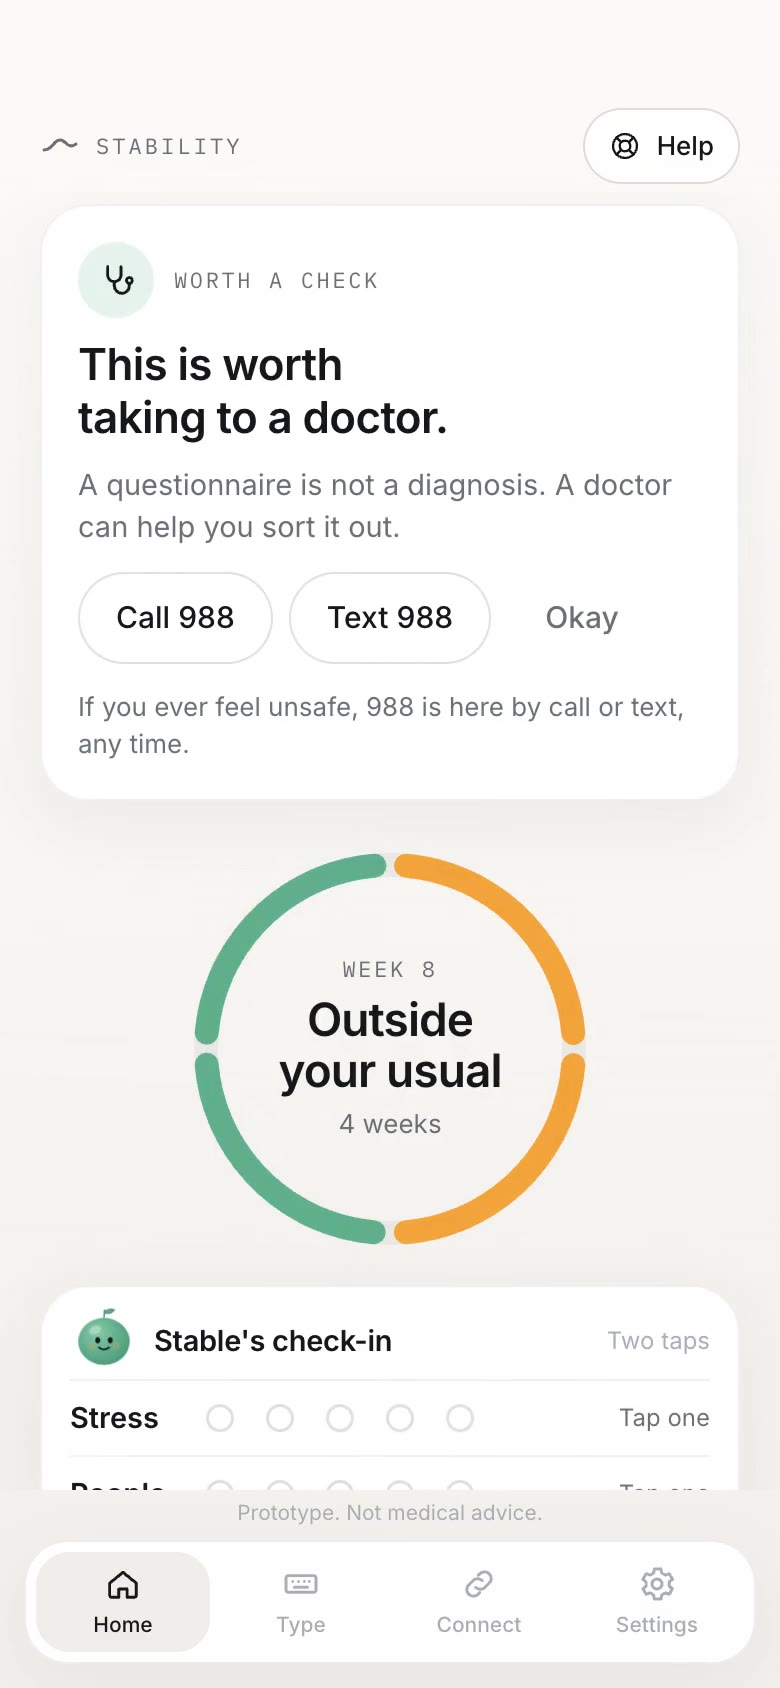 STABILITY
Help
WORTH A CHECK
This is worth
taking to a doctor.
A questionnaire is not a diagnosis. A doctor
can help you sort it out.
Call 988
Text 988
Okay
If you ever feel unsafe, 988 is here by call or text,
any time.
WEEK 8
Outside
your usual
4 weeks
Stable's check-in
Two taps
Stress
Tap one
People
Tap one
Prototype. Not medical advice.
Home
Type
Connect
Settings